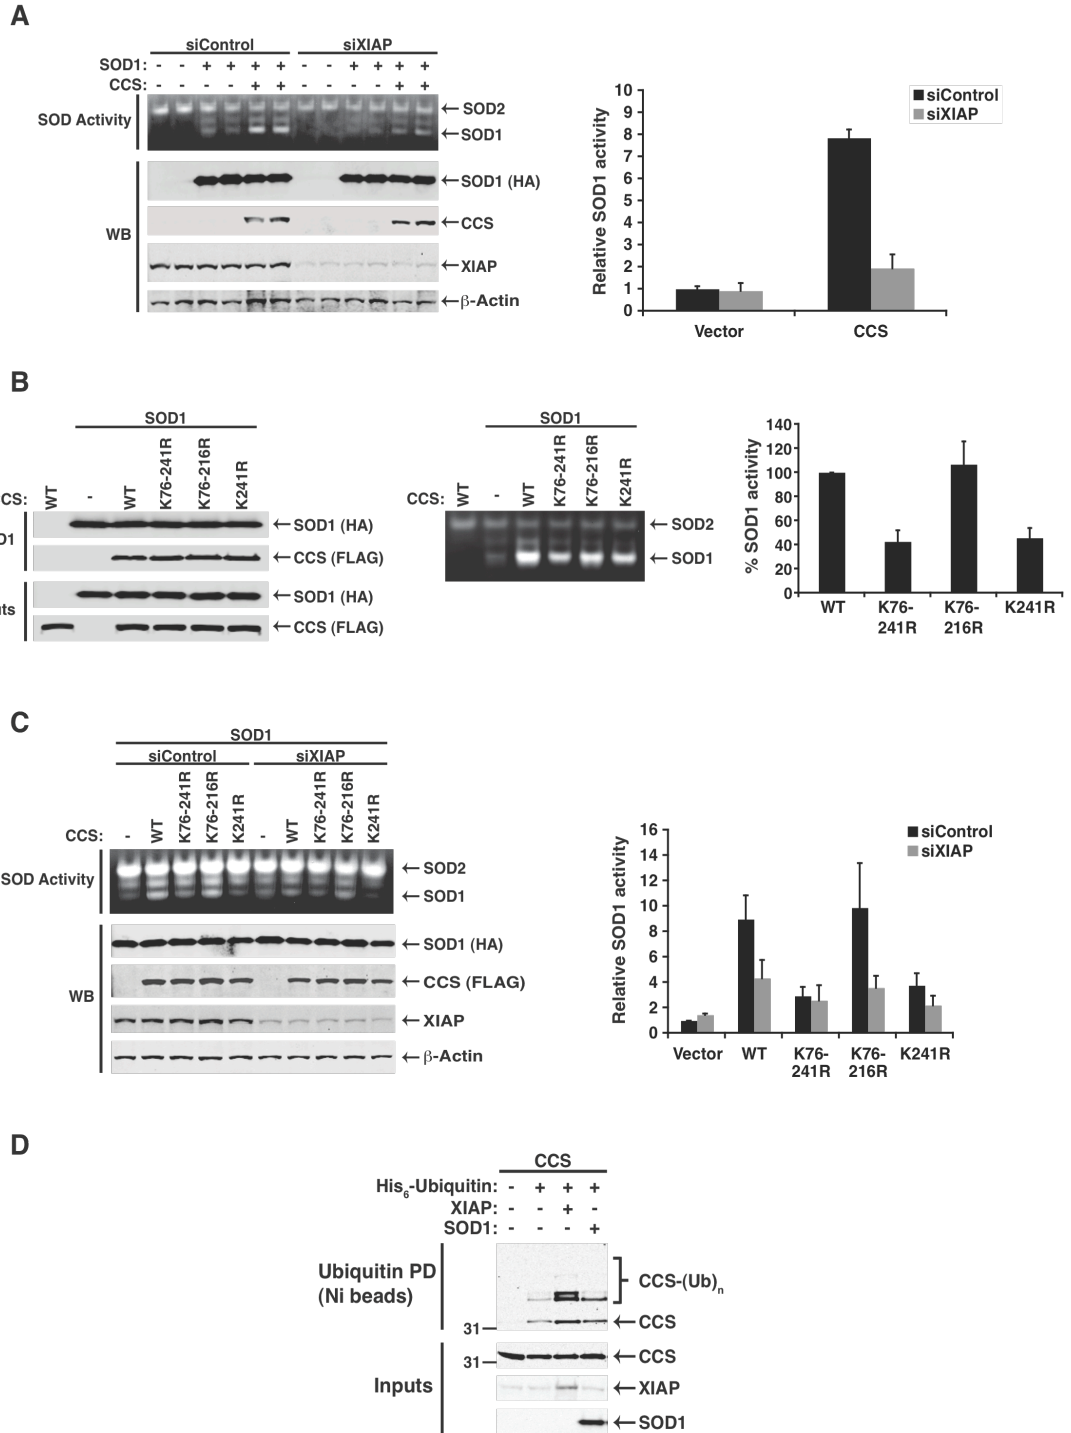 A
siControl siXIAP
SOD1: - - + + + + - - + + + +
CCS: - - - - + + - - - - + +
SOD Activity
SOD2
SOD1
WB
SOD1 (HA)
CCS
XIAP
β-Actin
Relative SOD1 activity
10
9
8
7
6
5
4
3
2
1
0
siControl
siXIAP
Vector CCS
B
SOD1
CS: WT - WT K76-241R K76-216R K241R
D1
SOD1 (HA)
CCS (FLAG)
uts
SOD1 (HA)
CCS (FLAG)
SOD1
CCS: WT - WT K76-241R K76-216R K241R
SOD2
SOD1
% SOD1 activity
140
120
100
80
60
40
20
0
WT K76-241R K76-216R K241R
C
SOD1
siControl siXIAP
CCS: - WT K76-241R K76-216R K241R - WT K76-241R K76-216R K241R
SOD Activity
SOD2
SOD1
WB
SOD1 (HA)
CCS (FLAG)
XIAP
β-Actin
Relative SOD1 activity
16
14
12
10
8
6
4
2
0
siControl
siXIAP
Vector WT K76-241R K76-216R K241R
D
CCS
His6-Ubiquitin: - + + +
XIAP: - - + -
SOD1: - - - +
Ubiquitin PD
(Ni beads)
CCS-(Ub)n
CCS
31
Inputs
CCS
31
XIAP
SOD1